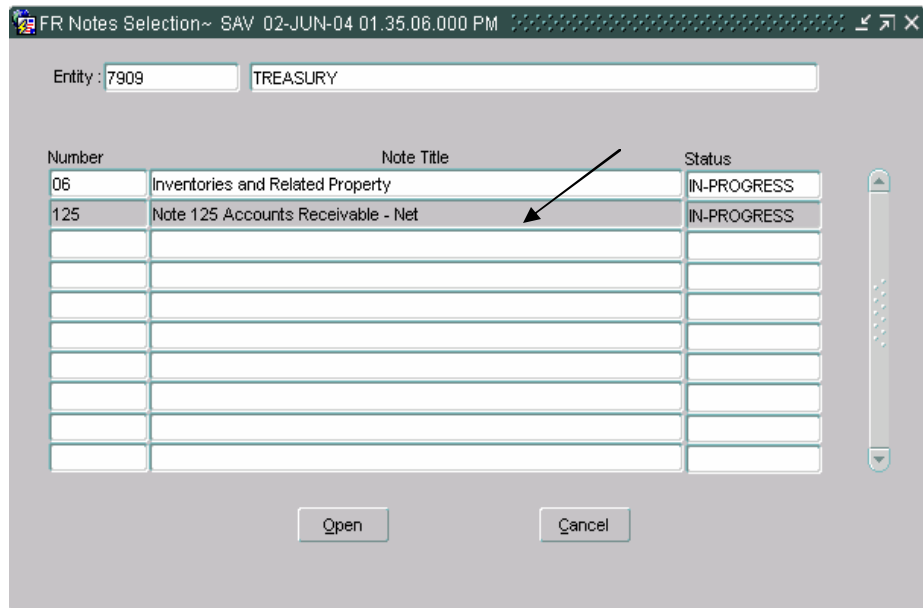 FR Notes Selection~ SAV 02-JUN-04 01.35.06.000 PM
Entity : 7909 TREASURY
Number Note Title Status
06 Inventories and Related Property IN-PROGRESS
125 Note 125 Accounts Receivable - Net IN-PROGRESS
Open Cancel